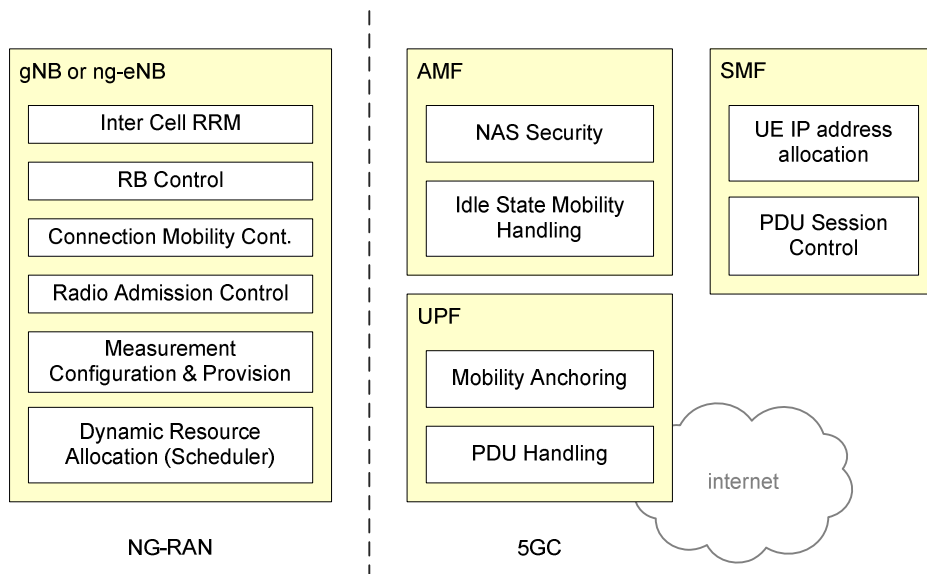 gNB or ng-eNB
Inter Cell RRM
RB Control
Connection Mobility Cont.
Radio Admission Control
Measurement
Configuration & Provision
Dynamic Resource
Allocation (Scheduler)
NG-RAN
AMF
NAS Security
Idle State Mobility
Handling
SMF
UE IP address
allocation
PDU Session
Control
UPF
Mobility Anchoring
PDU Handling
internet
5GC